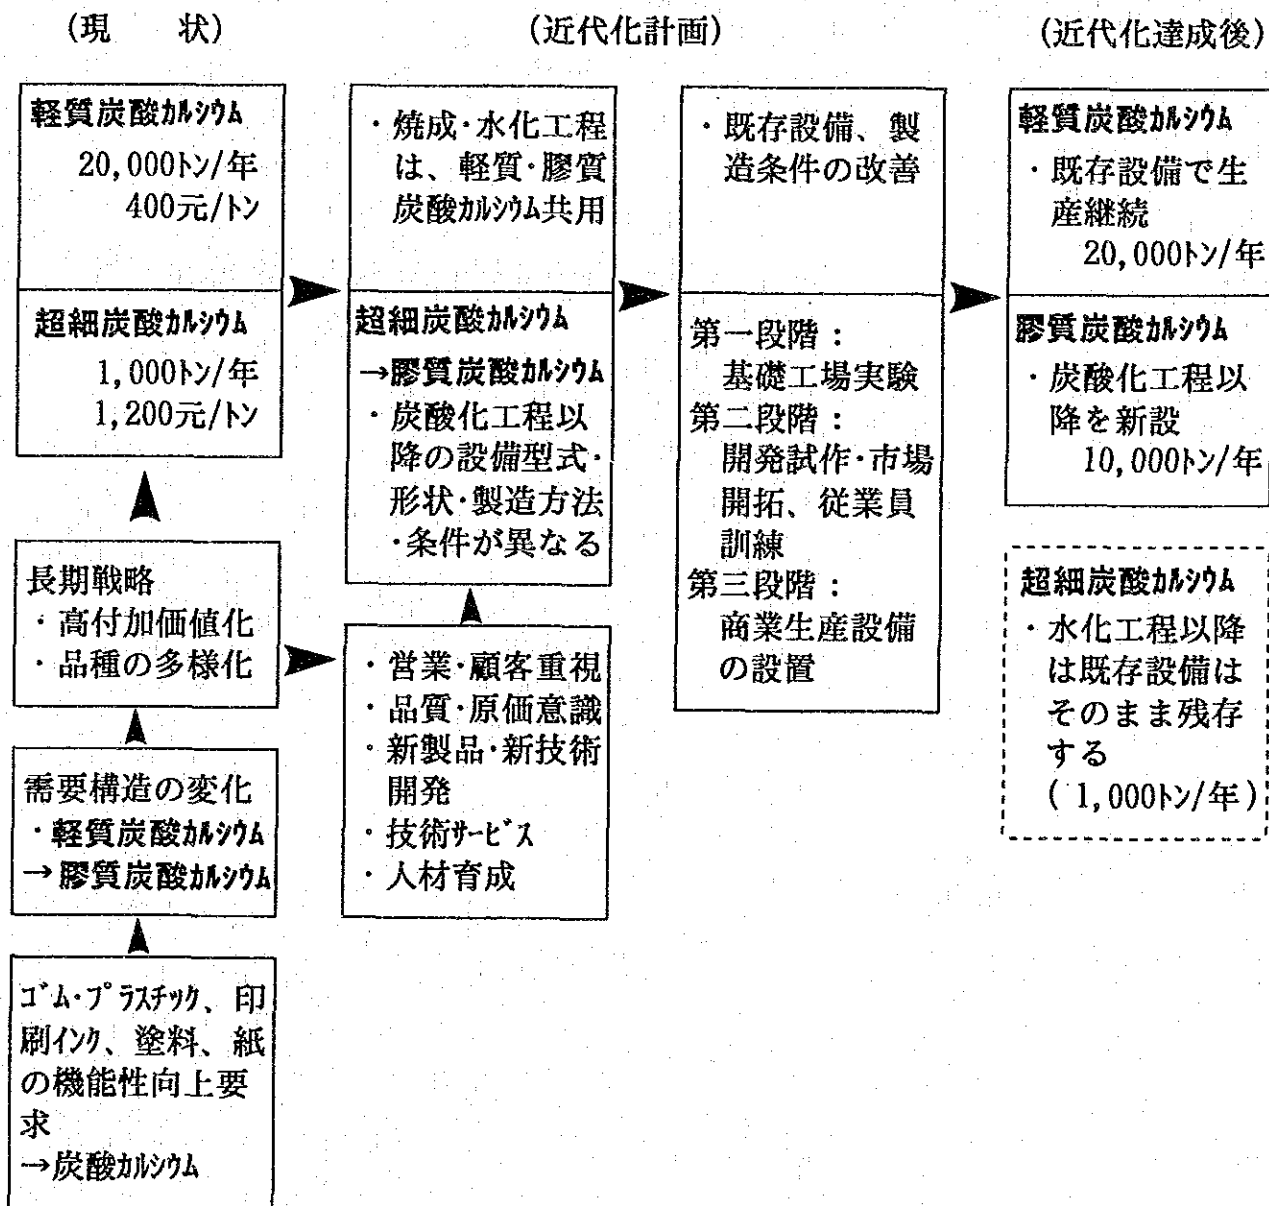 (現　状)
(近代化計画)
(近代化達成後)
軽質炭酸カルシウム
20,000トン/年
400元/トン
超細炭酸カルシウム
1,000トン/年
1,200元/トン
長期戦略
・高付加価値化
・品種の多様化
需要構造の変化
・軽質炭酸カルシウム
→膠質炭酸カルシウム
ゴム・プラスチック、印
刷インク、塗料、紙
の機能性向上要
求
→炭酸カルシウム
・焼成・水化工程
は、軽質・膠質
炭酸カルシウム共用
超細炭酸カルシウム
→膠質炭酸カルシウム
・炭酸化工程以
降の設備型式・
形状・製造方法
・条件が異なる
・営業・顧客重視
・品質・原価意識
・新製品・新技術
開発
・技術サービス
・人材育成
・既存設備、製
造条件の改善
第一段階：
基礎工場実験
第二段階：
開発試作・市場
開拓、従業員
訓練
第三段階：
商業生産設備
の設置
軽質炭酸カルシウム
・既存設備で生
産継続
20,000トン/年
膠質炭酸カルシウム
・炭酸化工程以
降を新設
10,000トン/年
超細炭酸カルシウム
・水化工程以降
は既存設備は
そのまま残存
する
(1,000トン/年)